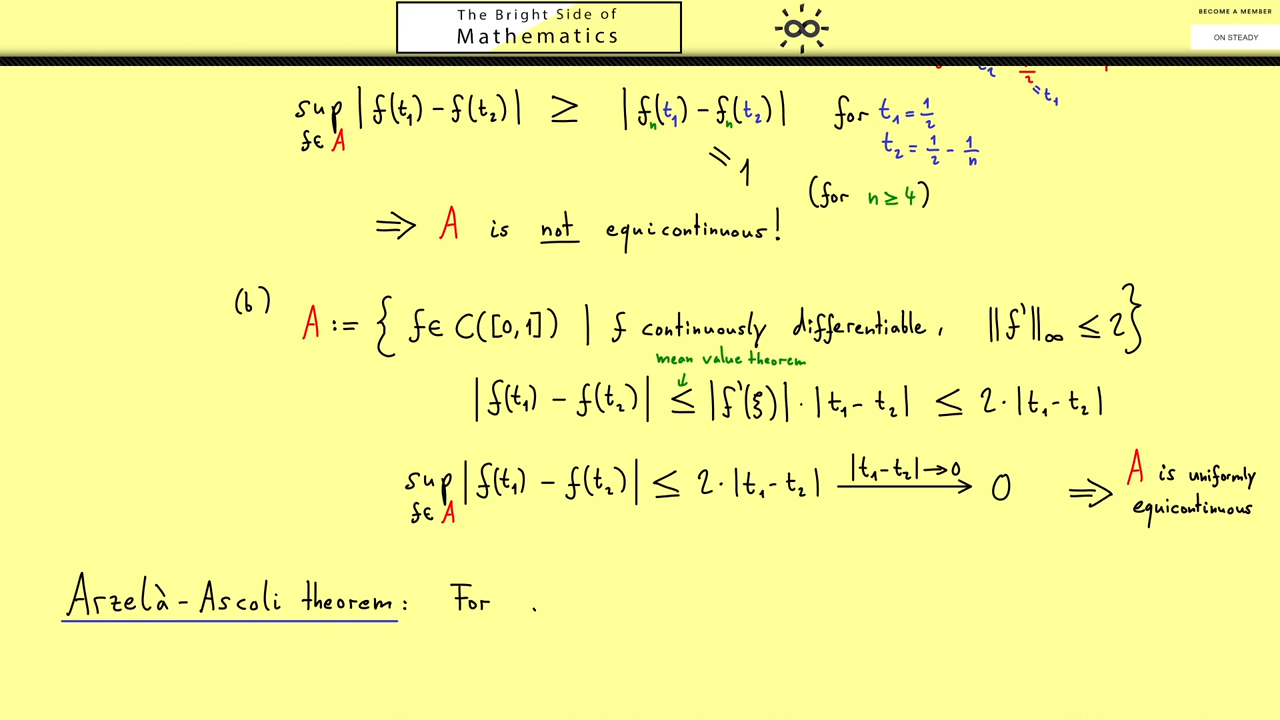 The Bright Side of
Mathematics
BECOME A MEMBER
ON STEADY
sup |f(t₁) − f(t₂)| ≥ |fₙ(t₁) − fₙ(t₂)| for t₁ = 1/2
f∈A
t₂ = 1/2 − 1/n
= 1
= t₁
(for n ≥ 4)
⇒ A is not equicontinuous!
(b) A := { f ∈ C([0,1]) | f continuously differentiable, ‖f'‖∞ ≤ 2 }
mean value theorem
|f(t₁) − f(t₂)| ≤ |f'(ξ)| · |t₁ − t₂| ≤ 2 · |t₁ − t₂|
sup |f(t₁) − f(t₂)| ≤ 2 · |t₁ − t₂| |t₁−t₂|→0 → 0 ⇒ A is uniformly
f∈A equicontinuous
Arzelà-Ascoli theorem: For